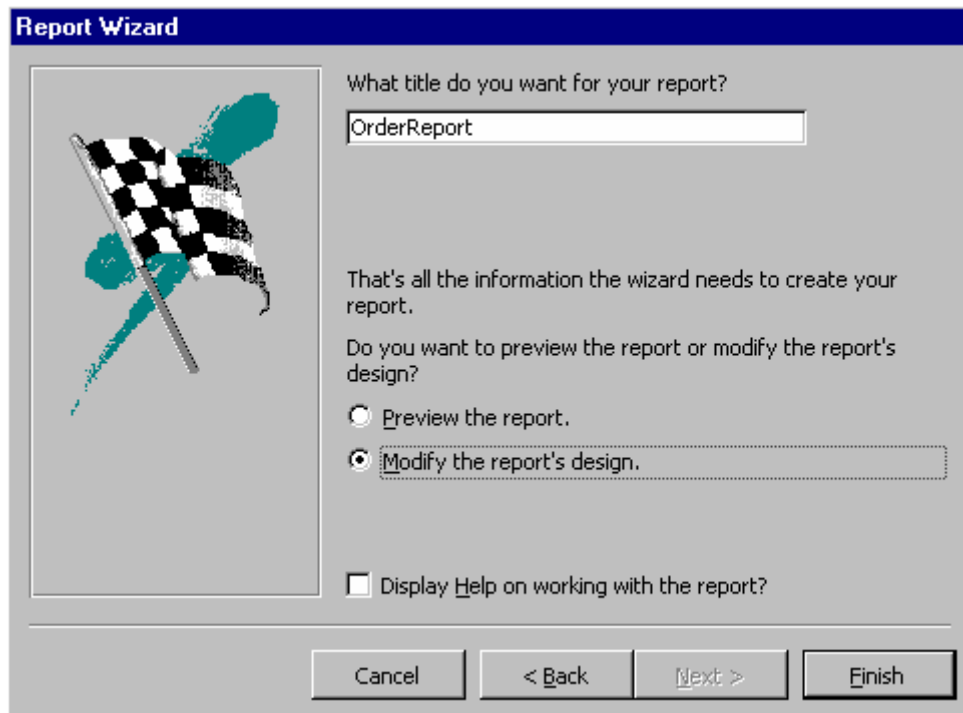 Report Wizard
What title do you want for your report?
OrderReport
That's all the information the wizard needs to create your
report.
Do you want to preview the report or modify the report's
design?
Preview the report.
Modify the report's design.
Display Help on working with the report?
Cancel
< Back
Next >
Finish